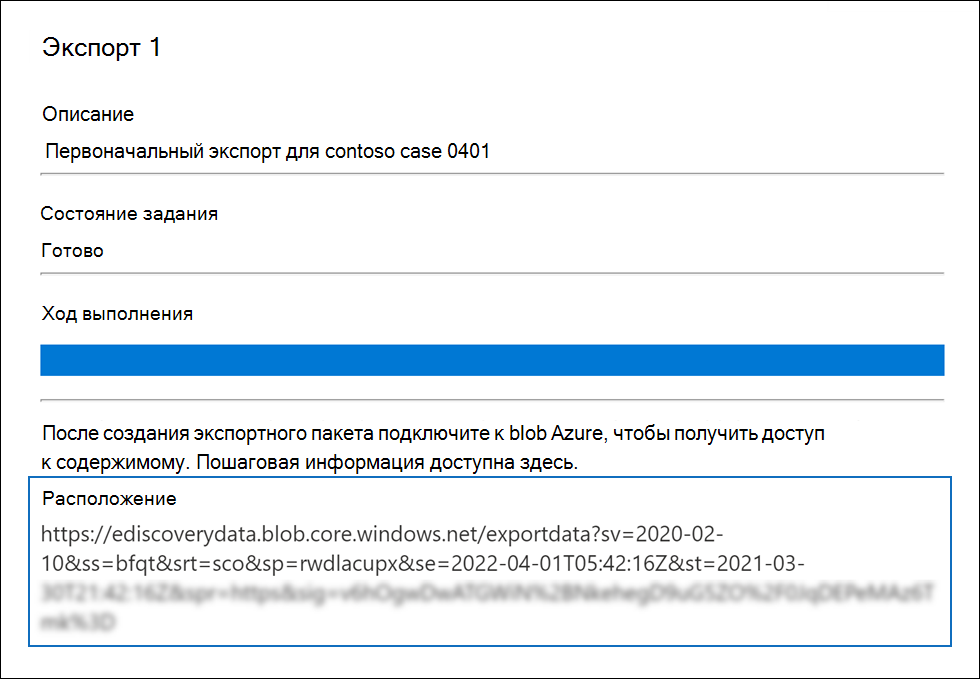 Экспорт 1
Описание
Первоначальный экспорт для contoso case 0401
Состояние задания
Готово
Ход выполнения
После создания экспортного пакета подключите к blob Azure, чтобы получить доступ
к содержимому. Пошаговая информация доступна здесь.
Расположение
https://ediscoverydata.blob.core.windows.net/exportdata?sv=2020-02-
10&ss=bfqt&srt=sco&sp=rwdlacupx&se=2022-04-01T05:42:16Z&st=2021-03-